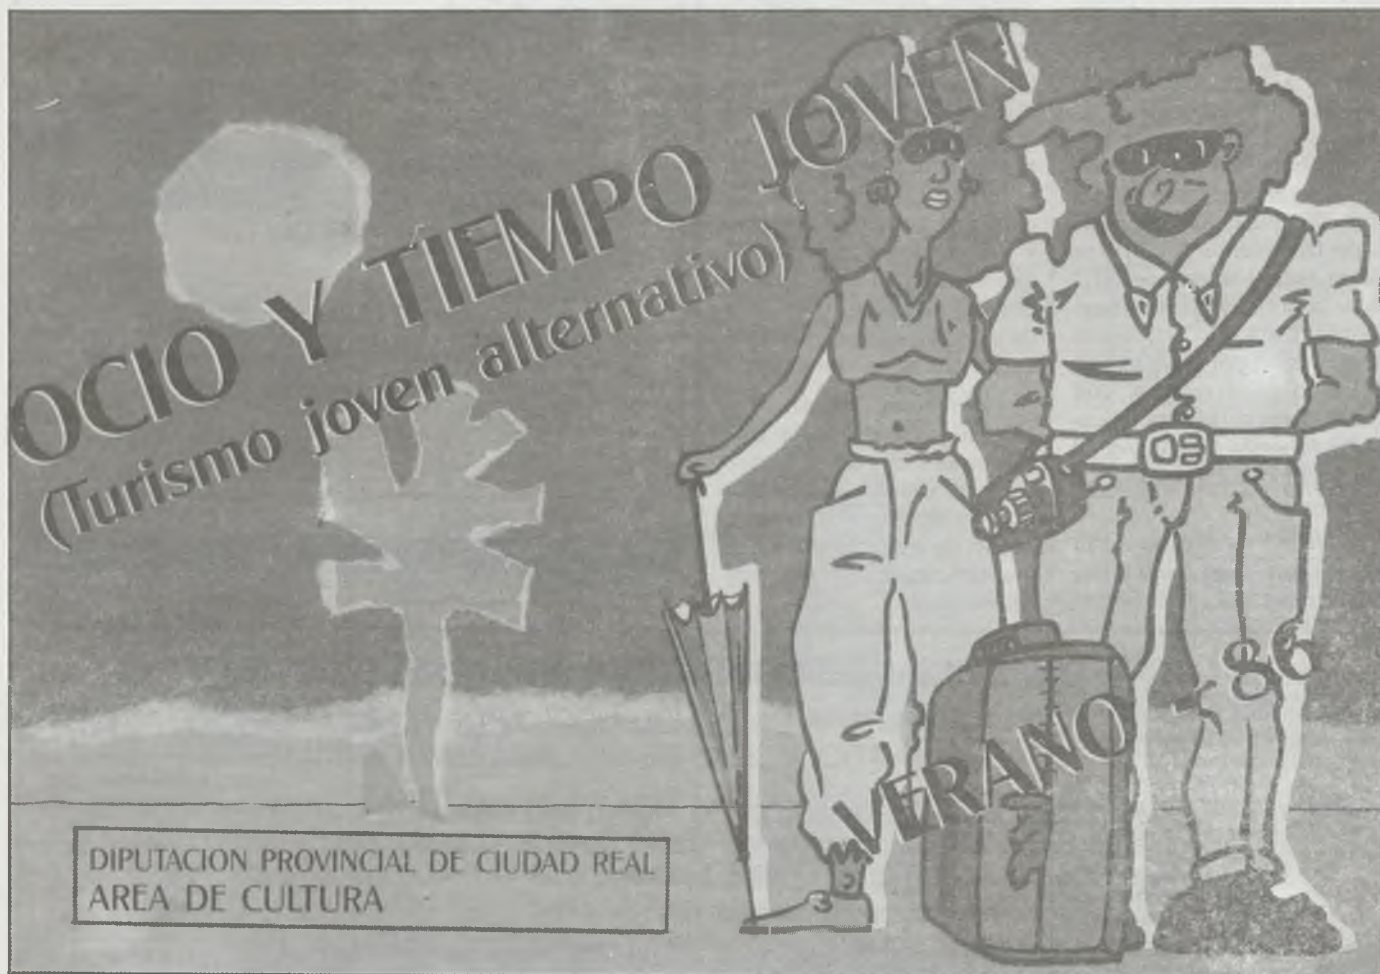 OCIO Y TIEMPO JOVEN
(Turismo joven alternativo)
VERANO - 86
DIPUTACION PROVINCIAL DE CIUDAD REAL
AREA DE CULTURA